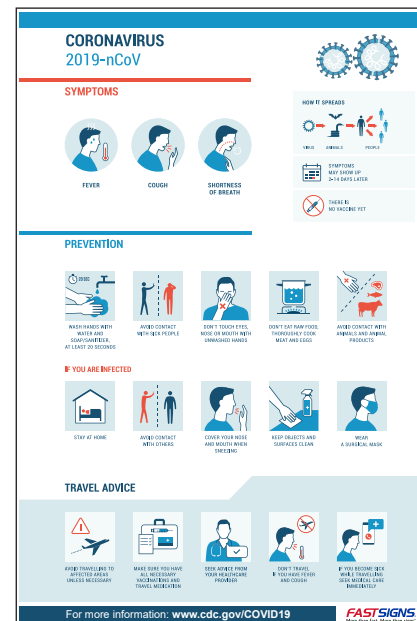 CORONAVIRUS
2019-nCoV
SYMPTOMS
FEVER
COUGH
SHORTNESS
OF BREATH
HOW IT SPREADS
VIRUS
ANIMALS
PEOPLE
SYMPTOMS
MAY SHOW UP
2-14 DAYS LATER
THERE IS
NO VACCINE YET
PREVENTION
20 SEC
WASH HANDS WITH
WATER AND
SOAP/SANITIZER,
AT LEAST 20 SECONDS
AVOID CONTACT
WITH SICK PEOPLE
DON'T TOUCH EYES,
NOSE OR MOUTH WITH
UNWASHED HANDS
DON'T EAT RAW FOOD,
THOROUGHLY COOK
MEAT AND EGGS
AVOID CONTACT WITH
ANIMALS AND ANIMAL
PRODUCTS
IF YOU ARE INFECTED
STAY AT HOME
AVOID CONTACT
WITH OTHERS
COVER YOUR NOSE
AND MOUTH WHEN
SNEEZING
KEEP OBJECTS AND
SURFACES CLEAN
WEAR
A SURGICAL MASK
TRAVEL ADVICE
AVOID TRAVELLING TO
AFFECTED AREAS
UNLESS NECESSARY
MAKE SURE YOU HAVE
ALL NECESSARY
VACCINATIONS AND
TRAVEL MEDICATION
SEEK ADVICE FROM
YOUR HEALTHCARE
PROVIDER
DON'T TRAVEL
IF YOU HAVE FEVER
AND COUGH
IF YOU BECOME SICK
WHILE TRAVELLING
SEEK MEDICAL CARE
IMMEDIATELY
For more information: www.cdc.gov/COVID19
FASTSIGNS